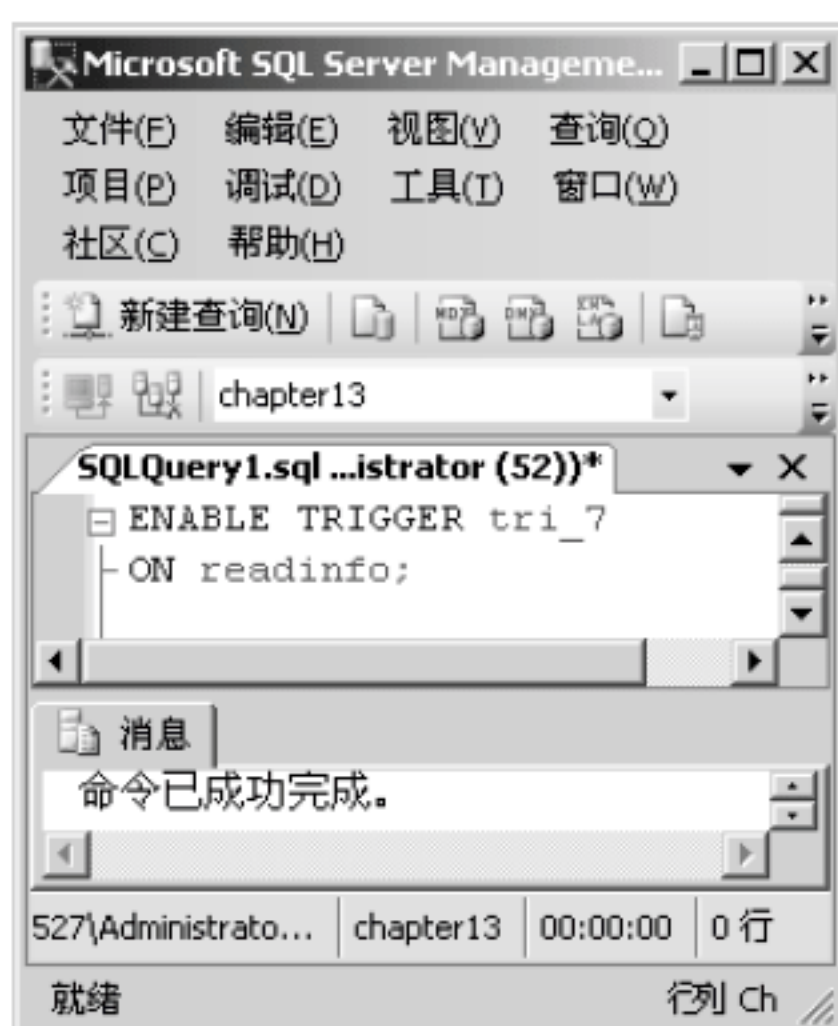 Microsoft SQL Server Manageme...
文件(F) 编辑(E) 视图(V) 查询(Q)
项目(P) 调试(D) 工具(T) 窗口(W)
社区(C) 帮助(H)
新建查询(N)
chapter13
SQLQuery1.sql ...istrator (52))*
ENABLE TRIGGER tri_7
ON readinfo;
消息
命令已成功完成。
527\Administrato... chapter13 00:00:00 0 行
就绪 行列 Ch